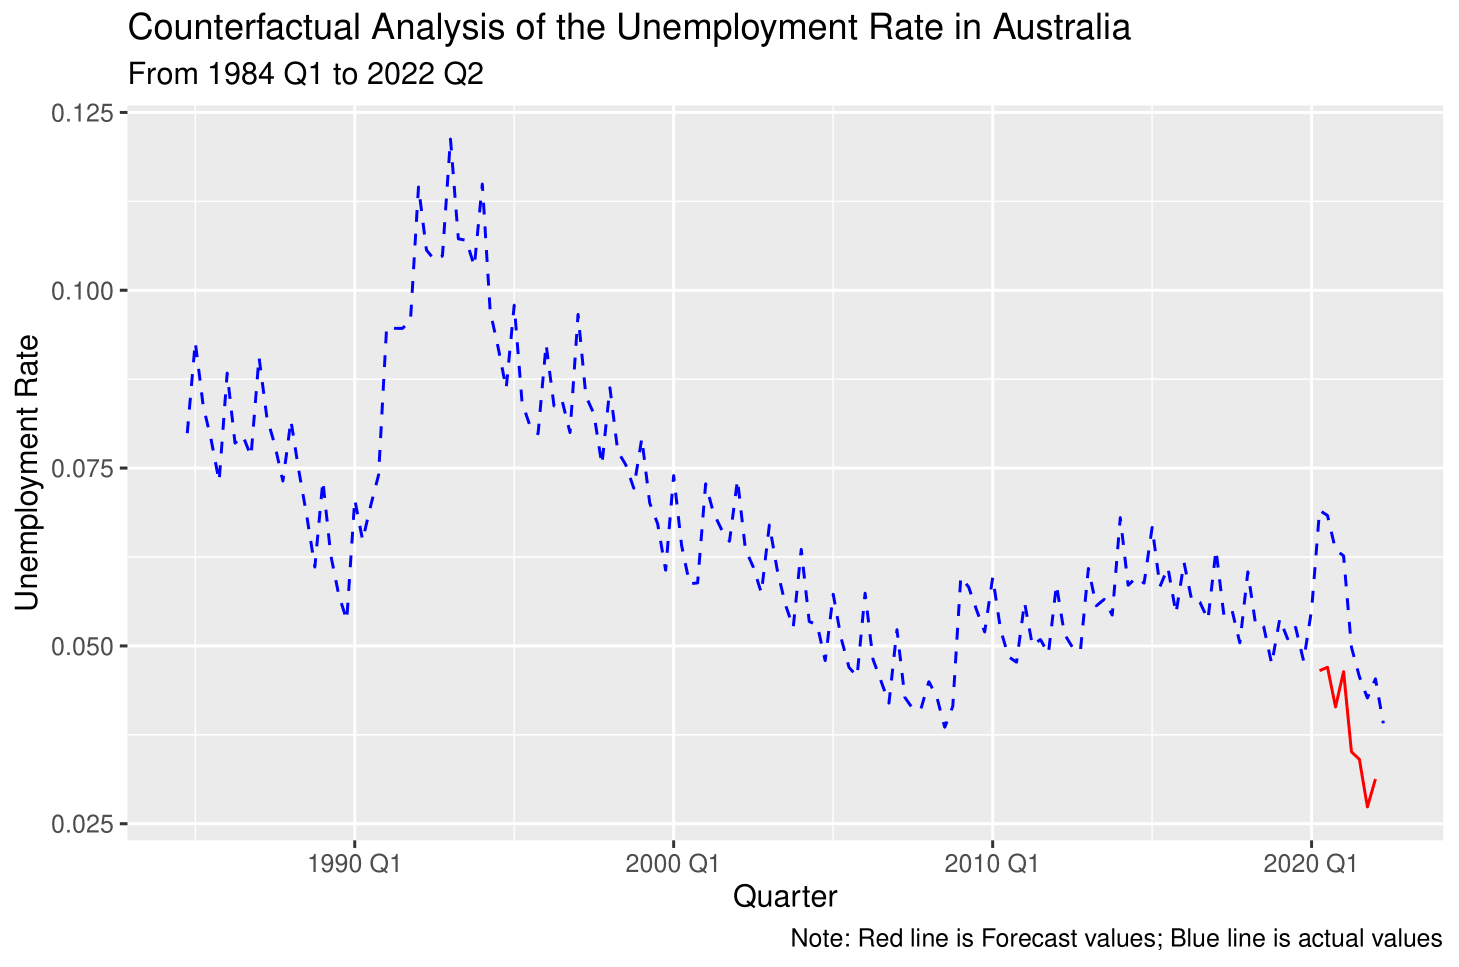 Counterfactual Analysis of the Unemployment Rate in Australia
From 1984 Q1 to 2022 Q2
0.125
0.100
0.075
0.050
0.025
Unemployment Rate
1990 Q1
2000 Q1
2010 Q1
2020 Q1
Quarter
Note: Red line is Forecast values; Blue line is actual values